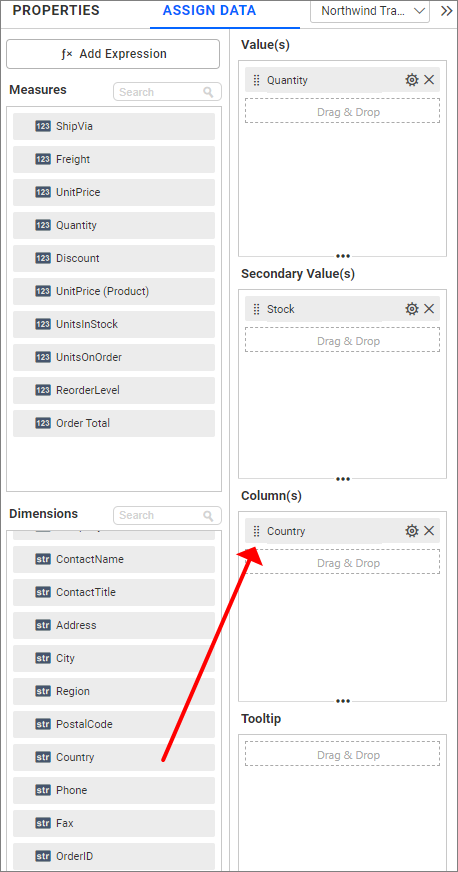 PROPERTIES
ASSIGN DATA
Northwind Tra...
ƒx Add Expression
Measures
Search
123 ShipVia
123 Freight
123 UnitPrice
123 Quantity
123 Discount
123 UnitPrice (Product)
123 UnitsInStock
123 UnitsOnOrder
123 ReorderLevel
123 Order Total
Dimensions
Search
str ContactName
str ContactTitle
str Address
str City
str Region
str PostalCode
str Country
str Phone
str Fax
str OrderID
Value(s)
Quantity
Drag & Drop
Secondary Value(s)
Stock
Drag & Drop
Column(s)
Country
Drag & Drop
Tooltip
Drag & Drop